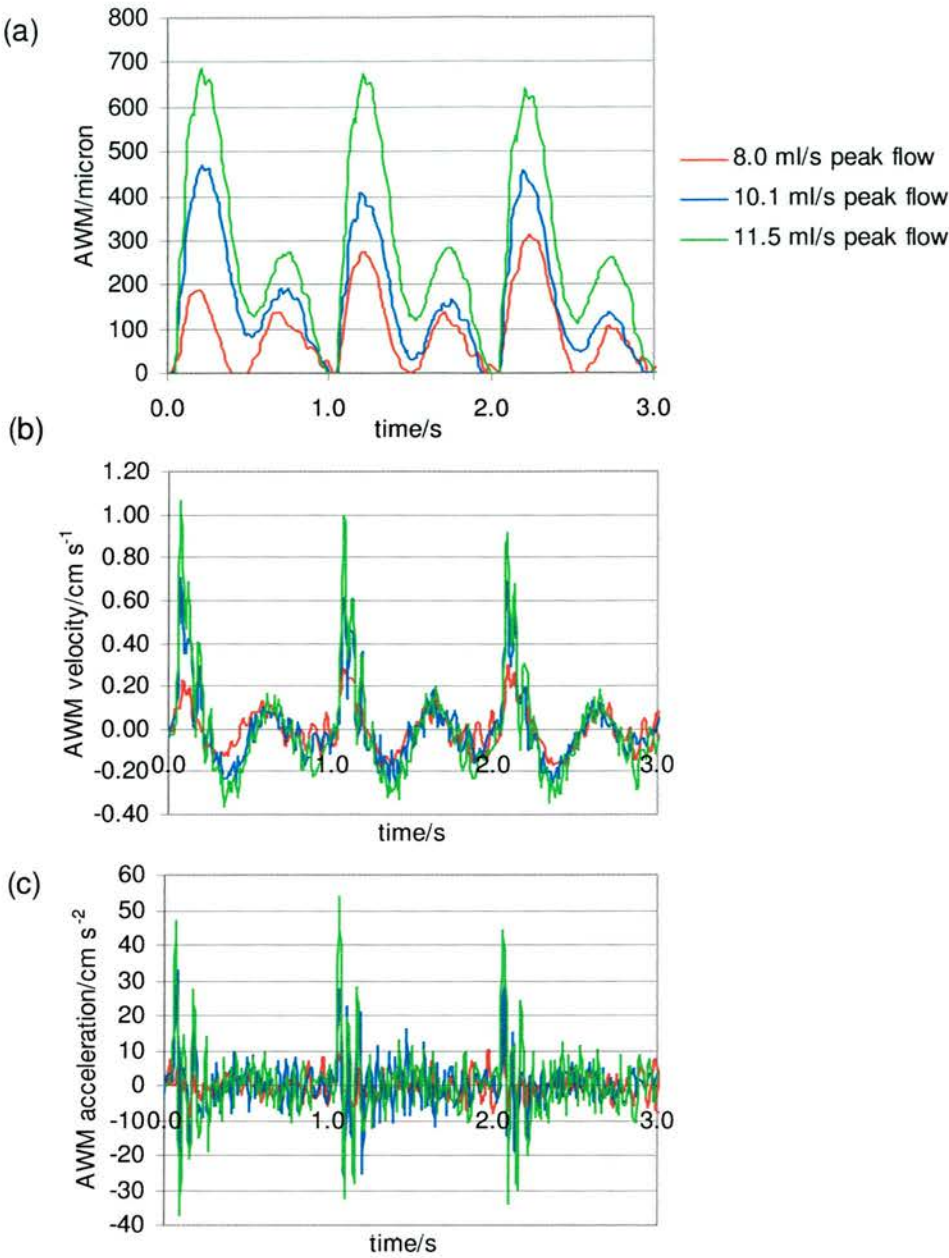 (a)
AWM/micron
800
700
600
500
400
300
200
100
0
0.0 1.0 2.0 3.0
time/s
8.0 ml/s peak flow
10.1 ml/s peak flow
11.5 ml/s peak flow
(b)
AWM velocity/cm s⁻¹
1.20
1.00
0.80
0.60
0.40
0.20
0.00
-0.20
-0.40
0.0 1.0 2.0 3.0
time/s
(c)
AWM acceleration/cm s⁻²
60
50
40
30
20
10
0
-10
-20
-30
-40
0.0 1.0 2.0 3.0
time/s